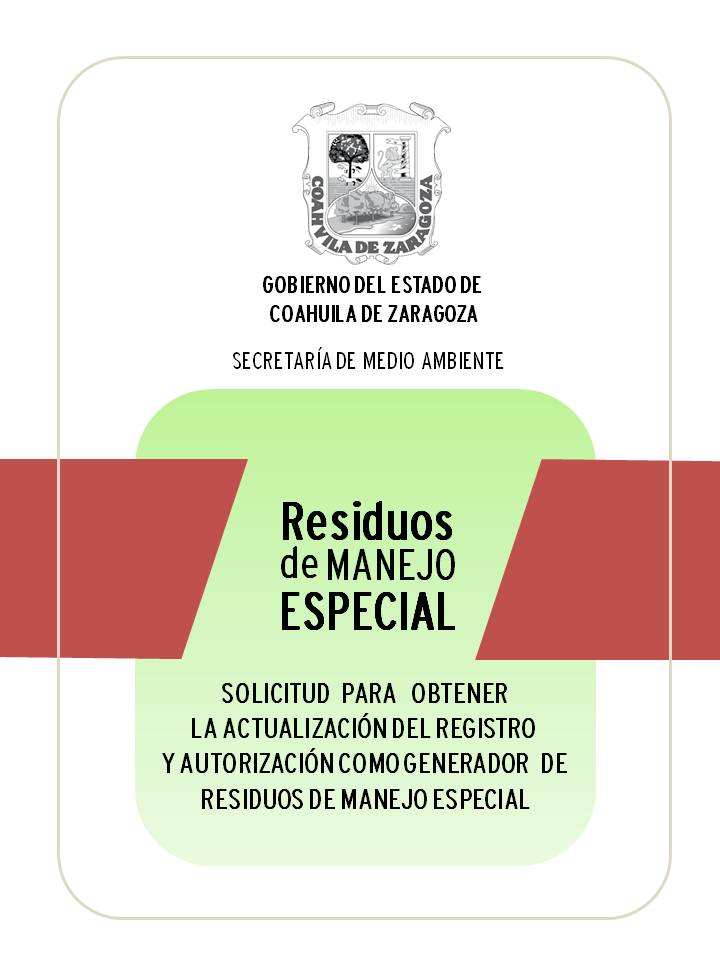 COAHVILA DE ZARAGOZA
GOBIERNO DEL ESTADO DE
COAHUILA DE ZARAGOZA
SECRETARÍA DE MEDIO AMBIENTE
Residuos
de MANEJO
ESPECIAL
SOLICITUD PARA OBTENER
LA ACTUALIZACIÓN DEL REGISTRO
Y AUTORIZACIÓN COMO GENERADOR DE
RESIDUOS DE MANEJO ESPECIAL